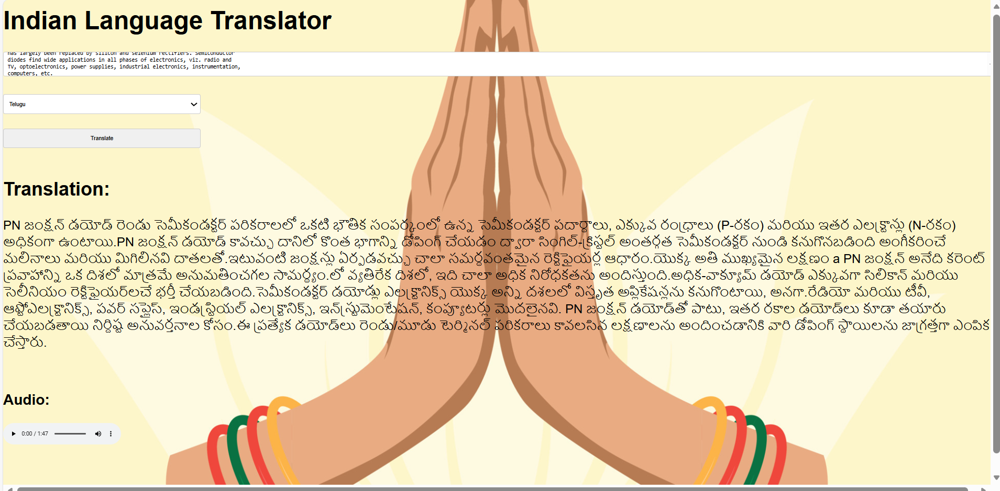 Indian Language Translator
has largely been replaced by silicon and selenium rectifiers. Semiconductor
diodes find wide applications in all phases of electronics, viz. radio and
TV, optoelectronics, power supplies, industrial electronics, instrumentation,
computers, etc.
Telugu
Translate
Translation:
PN జంక్షన్ డయోడ్ రెండు సెమీకండక్టర్ పరికరాలలో ఒకటి భౌతిక సంపర్కంలో ఉన్న సెమీకండక్టర్ పదార్థాలు, ఎక్కువ రంధ్రాలు (P-రకం) మరియు ఇతర ఎలక్ట్రాన్లు (N-రకం)
అధికంగా ఉంటాయి.PN జంక్షన్ డయోడ్ కావచ్చు దానిలో కొంత భాగాన్ని డోపింగ్ చేయడం ద్వారా సింగిల్-క్రిస్టల్ అంతర్గత సెమీకండక్టర్ నుండి కనుగొనబడింది అంగీకరించే
మలినాలు మరియు మిగిలినవి దాతలతో.ఇటువంటి జంక్షన్లు ఏర్పడవచ్చు చాలా సమర్థవంతమైన రెక్టిఫైయర్ల ఆధారం.యొక్క అతి ముఖ్యమైన లక్షణం a PN జంక్షన్ అనేది కరెంట్
ప్రవాహాన్ని ఒక దిశలో మాత్రమే అనుమతించగల సామర్థ్యం.లో వ్యతిరేక దిశలో, ఇది చాలా అధిక నిరోధకతను అందిస్తుంది.అధిక-వాక్యూమ్ డయోడ్ ఎక్కువగా సిలికాన్ మరియు
సెలీనియం రెక్టిఫైయర్‌లచే భర్తీ చేయబడింది.సెమీకండక్టర్ డయోడ్లు ఎలక్ట్రానిక్స్ యొక్క అన్ని దశలలో విస్తృత అప్లికేషన్లను కనుగొంటాయి, అనగా.రేడియో మరియు టీవీ,
ఆప్టోఎలక్ట్రానిక్స్, పవర్ సప్లైస్, ఇండస్ట్రియల్ ఎలక్ట్రానిక్స్, ఇన్‌స్ట్రుమెంటేషన్, కంప్యూటర్లు మొదలైనవి. PN జంక్షన్ డయోడ్‌తో పాటు, ఇతర రకాల డయోడ్‌లు కూడా తయారు
చేయబడతాయి నిర్దిష్ట అనువర్తనాల కోసం.ఈ ప్రత్యేక డయోడ్‌లు రెండు/మూడు టెర్మినల్ పరికరాలు కావలసిన లక్షణాలను అందించడానికి వారి డోపింగ్ స్థాయిలను జాగ్రత్తగా ఎంపిక
చేస్తారు.
Audio:
0:00 / 1:47